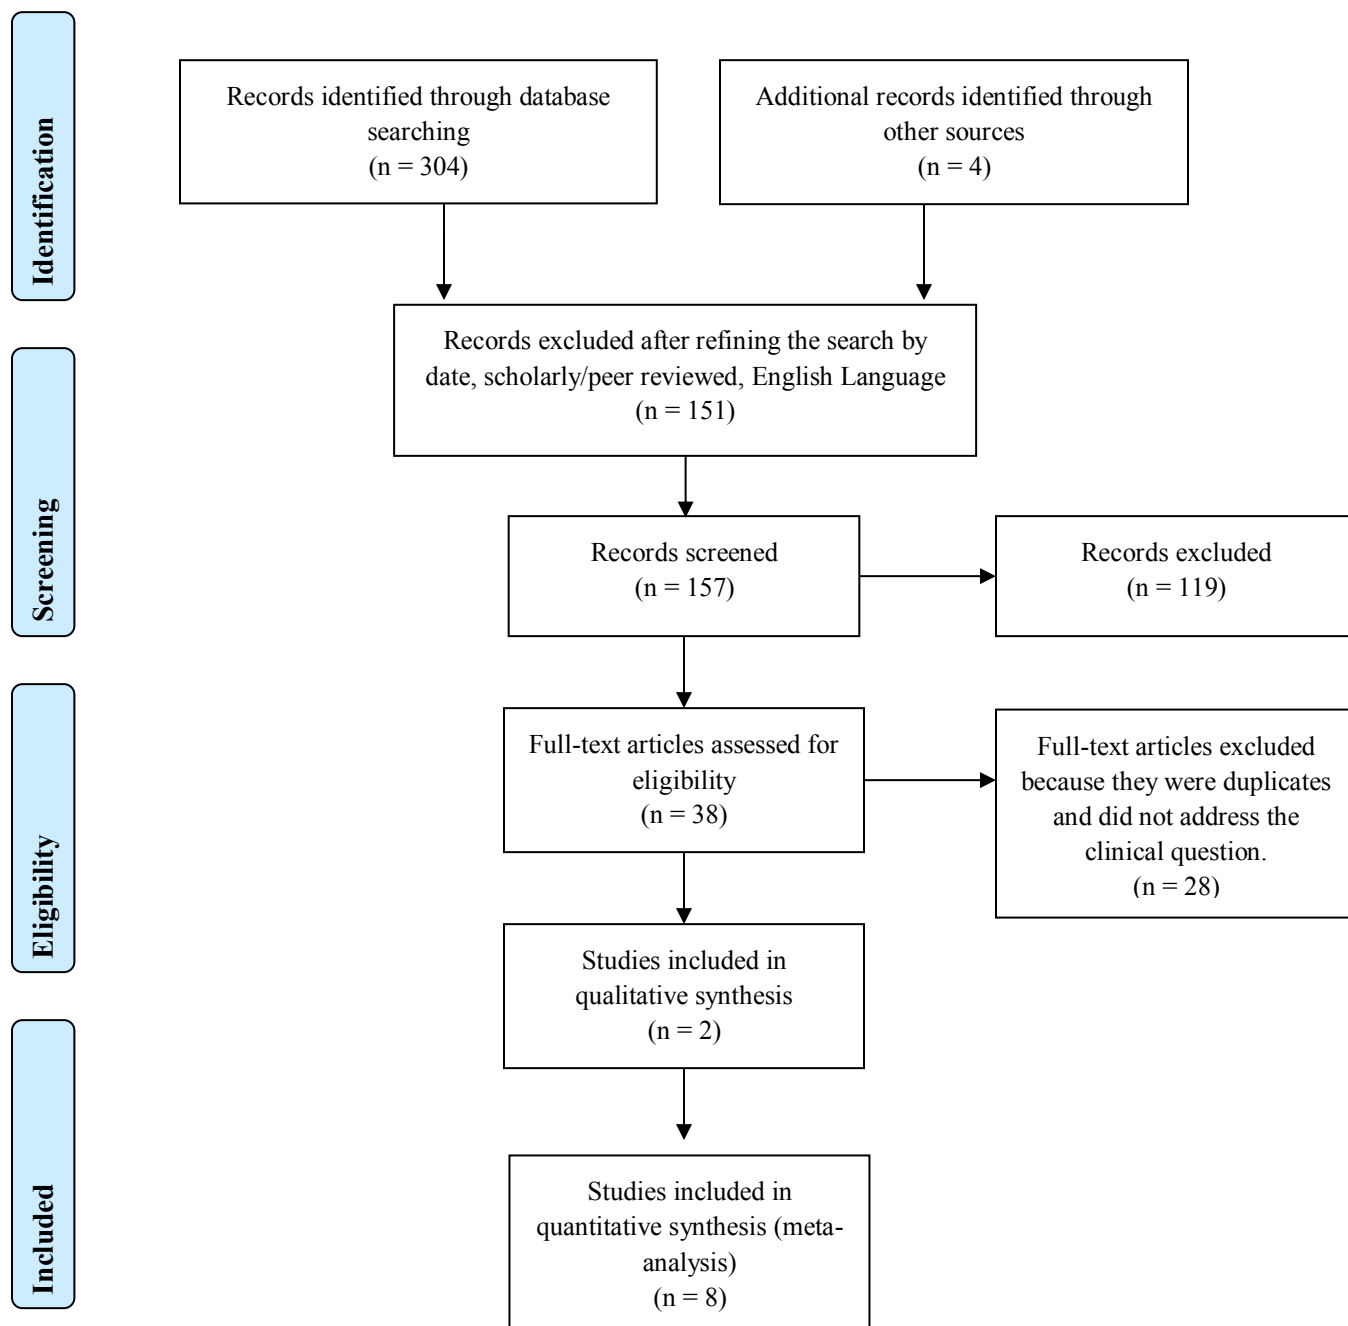 Identification
Records identified through database
searching
(n = 304)
Additional records identified through
other sources
(n = 4)
Records excluded after refining the search by
date, scholarly/peer reviewed, English Language
(n = 151)
Screening
Records screened
(n = 157)
Records excluded
(n = 119)
Eligibility
Full-text articles assessed for
eligibility
(n = 38)
Full-text articles excluded
because they were duplicates
and did not address the
clinical question.
(n = 28)
Studies included in
qualitative synthesis
(n = 2)
Included
Studies included in
quantitative synthesis (meta-
analysis)
(n = 8)